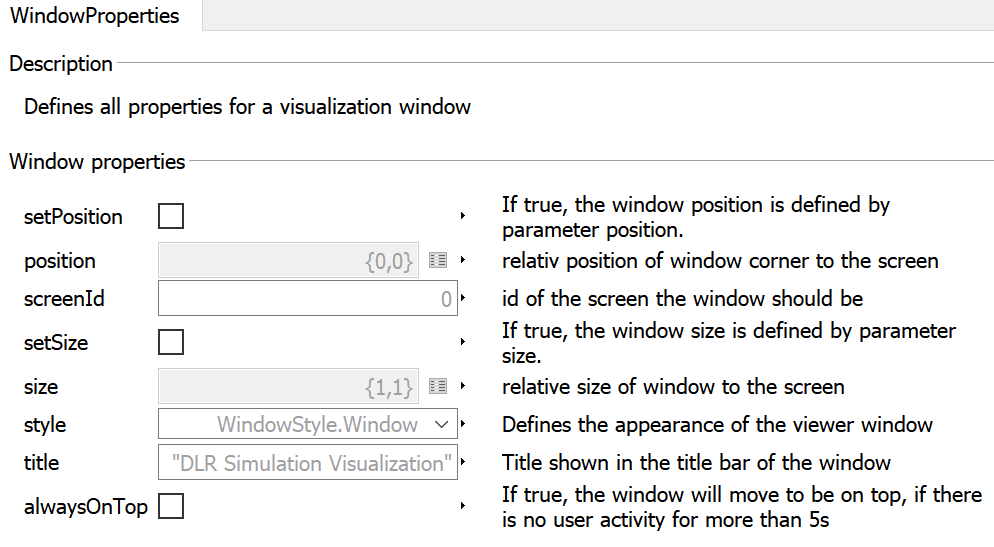 WindowProperties
Description
Defines all properties for a visualization window
Window properties
setPosition If true, the window position is defined by
parameter position.
position {0,0} relativ position of window corner to the screen
screenId 0 id of the screen the window should be
setSize If true, the window size is defined by parameter
size.
size {1,1} relative size of window to the screen
style WindowStyle.Window Defines the appearance of the viewer window
title "DLR Simulation Visualization" Title shown in the title bar of the window
alwaysOnTop If true, the window will move to be on top, if there
is no user activity for more than 5s